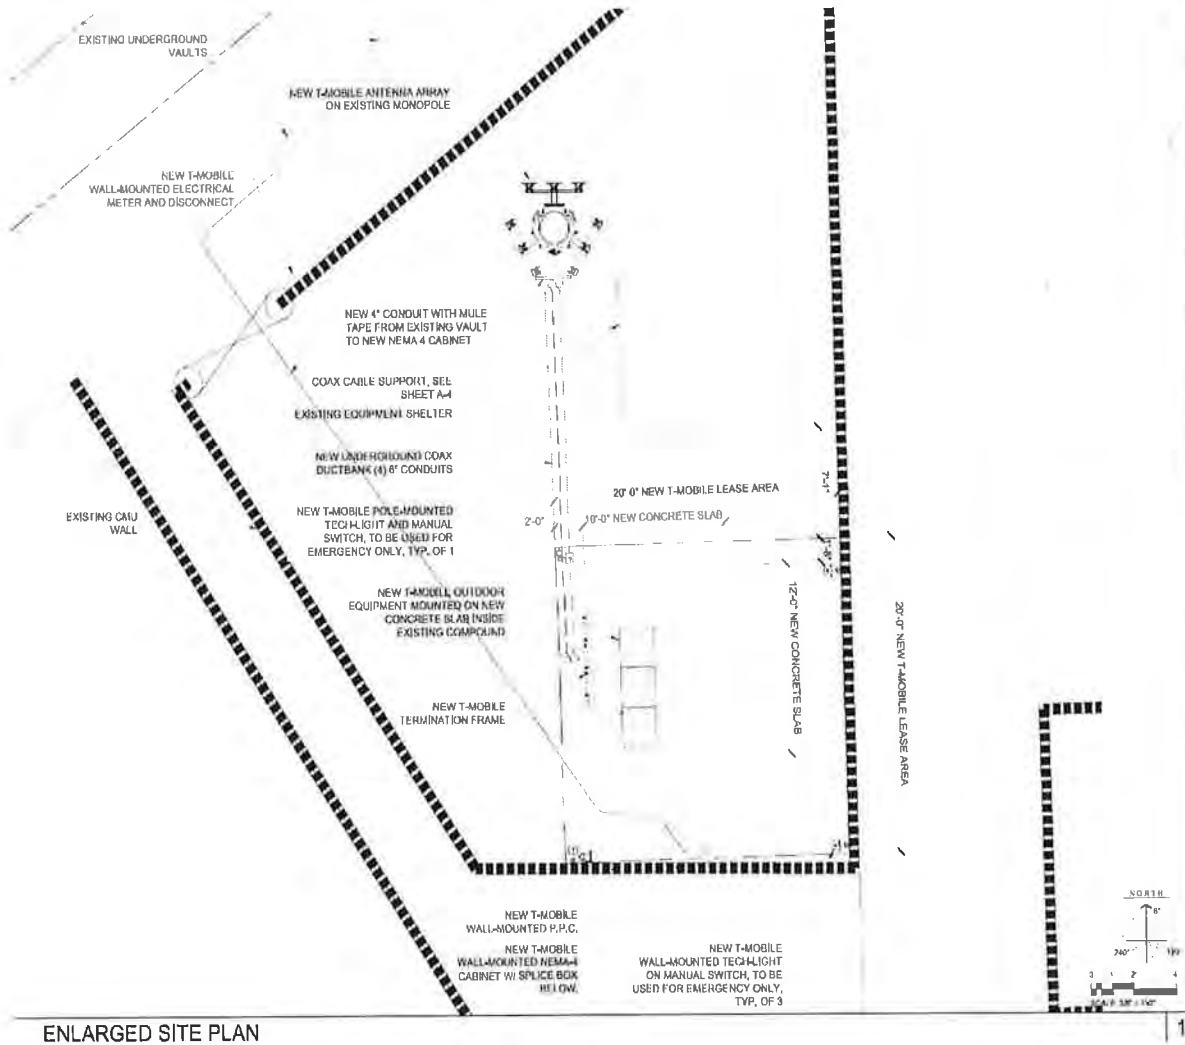 EXISTING UNDERGROUND
VAULTS
NEW T-MOBILE ANTENNA ARRAY
ON EXISTING MONOPOLE
NEW T-MOBILE
WALL-MOUNTED ELECTRICAL
METER AND DISCONNECT
NEW 4" CONDUIT WITH MULE
TAPE FROM EXISTING VAULT
TO NEW NEMA 4 CABINET
COAX CABLE SUPPORT, SEE
SHEET A-4
EXISTING EQUIPMENT SHELTER
NEW UNDERGROUND COAX
DUCTBANK (4) 6" CONDUITS
EXISTING CMU
WALL
NEW T-MOBILE POLE-MOUNTED
TECH-LIGHT AND MANUAL
SWITCH, TO BE USED FOR
EMERGENCY ONLY, TYP. OF 1
20' 0" NEW T-MOBILE LEASE AREA
2'-0"
10'-0" NEW CONCRETE SLAB
7'-1"
NEW T-MOBILE OUTDOOR
EQUIPMENT MOUNTED ON NEW
CONCRETE SLAB INSIDE
EXISTING COMPOUND
12'-0" NEW CONCRETE SLAB
20'-0" NEW T-MOBILE LEASE AREA
NEW T-MOBILE
TERMINATION FRAME
NEW T-MOBILE
WALL-MOUNTED P.P.C.
NEW T-MOBILE
WALL-MOUNTED NEMA-4
CABINET W/ SPLICE BOX
BELOW.
NEW T-MOBILE
WALL-MOUNTED TECH-LIGHT
ON MANUAL SWITCH, TO BE
USED FOR EMERGENCY ONLY,
TYP. OF 3
NORTH
240°
0 1 2' 4
ENLARGED SITE PLAN
1